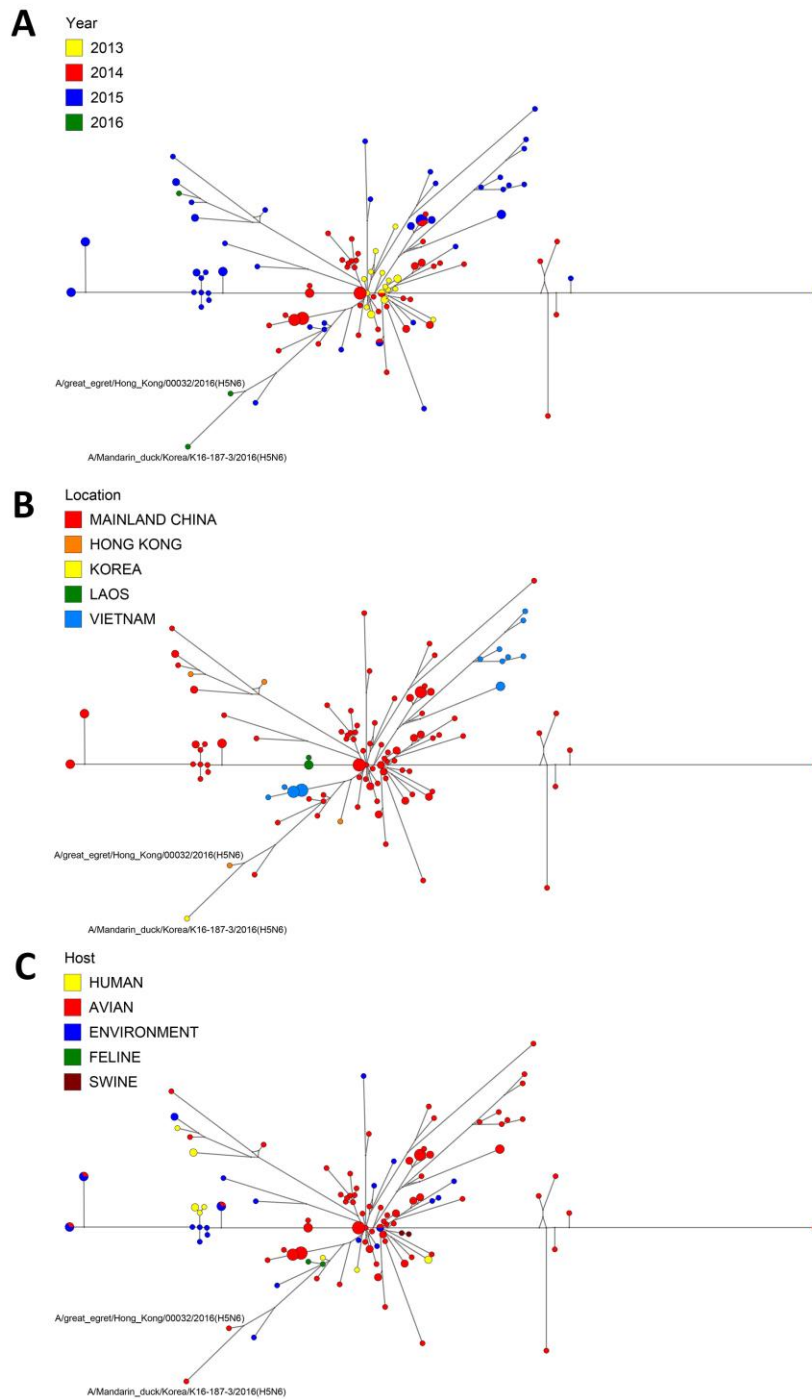 A
Year
2013
2014
2015
2016
A/great_egret/Hong_Kong/00032/2016(H5N6)
A/Mandarin_duck/Korea/K16-187-3/2016(H5N6)
B
Location
MAINLAND CHINA
HONG KONG
KOREA
LAOS
VIETNAM
A/great_egret/Hong_Kong/00032/2016(H5N6)
A/Mandarin_duck/Korea/K16-187-3/2016(H5N6)
C
Host
HUMAN
AVIAN
ENVIRONMENT
FELINE
SWINE
A/great_egret/Hong_Kong/00032/2016(H5N6)
A/Mandarin_duck/Korea/K16-187-3/2016(H5N6)